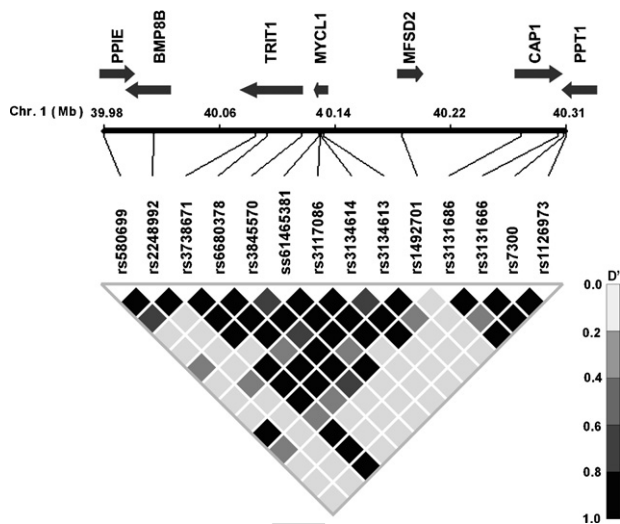 PPIE
BMP8B
TRIT1
MYCL1
MFSD2
CAP1
PPT1
Chr. 1 (Mb)
39.98
40.06
40.14
40.22
40.31
rs580699
rs2248992
rs3738671
rs6680378
rs3845570
ss61465381
rs3117086
rs3134614
rs3134613
rs1492701
rs3131686
rs3131666
rs7300
rs1126973
D'
0.0
0.2
0.4
0.6
0.8
1.0